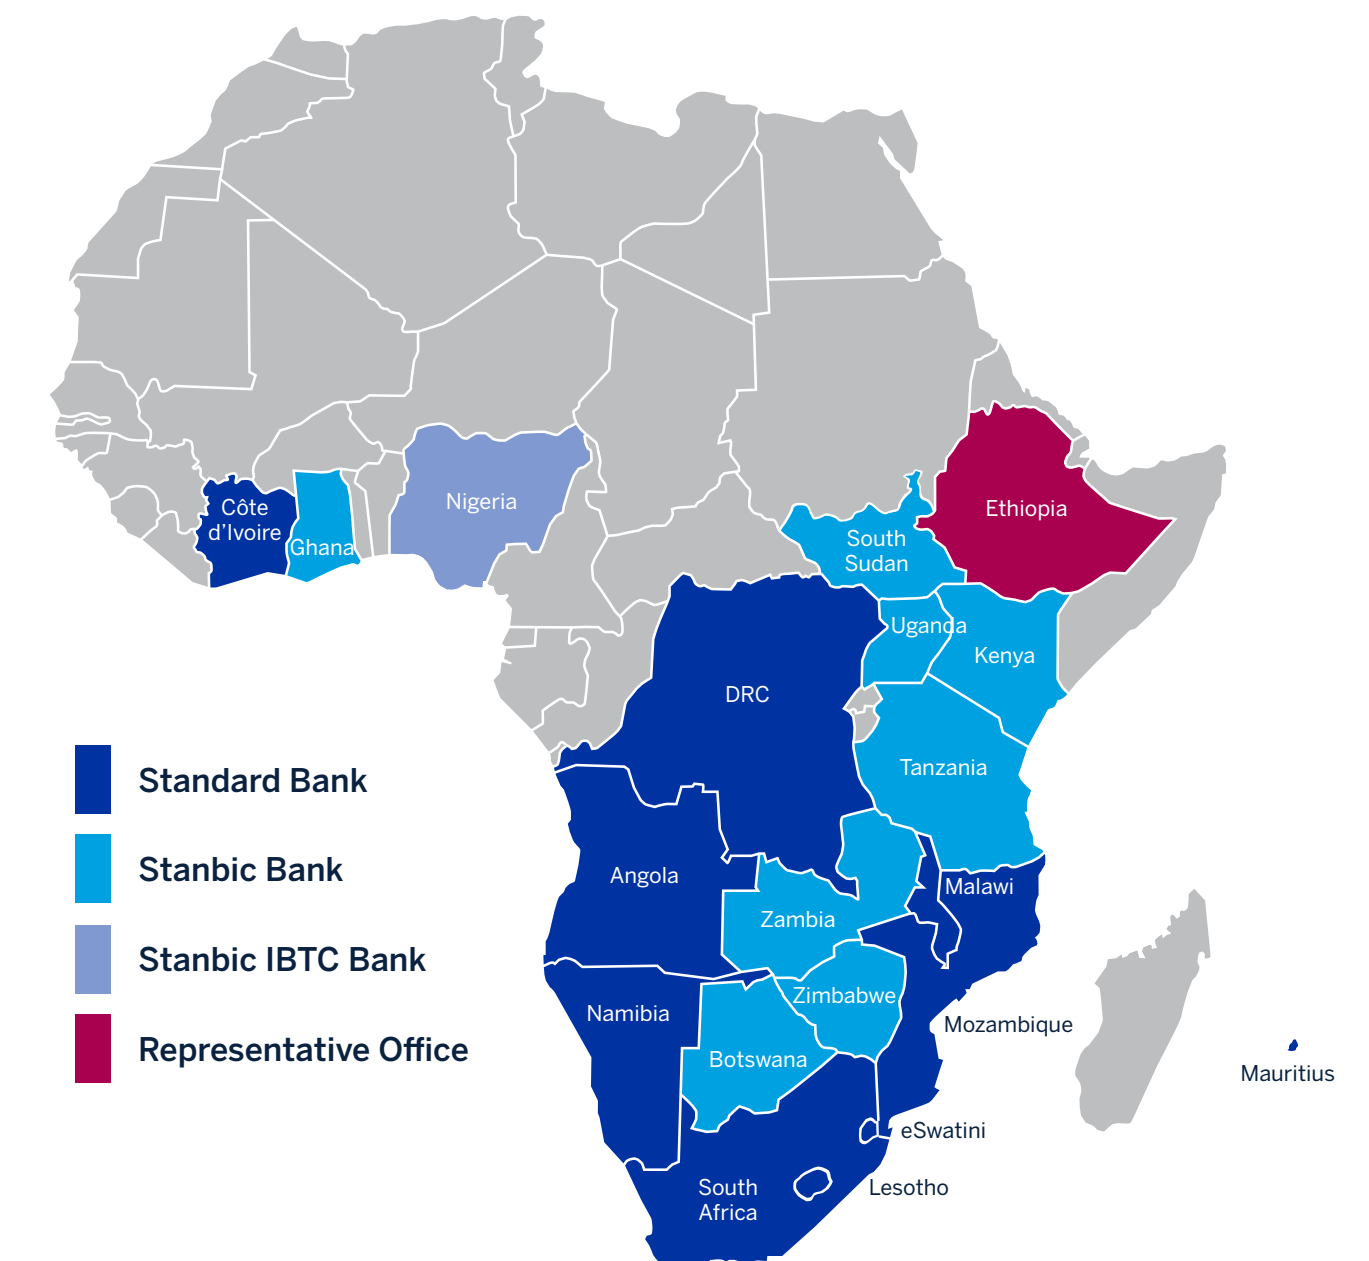 Côte
d'Ivoire
Ghana
Nigeria
Ethiopia
South
Sudan
Uganda
Kenya
DRC
Tanzania
Standard Bank
Stanbic Bank
Stanbic IBTC Bank
Representative Office
Angola
Malawi
Zambia
Zimbabwe
Namibia
Mozambique
Botswana
Mauritius
eSwatini
South
Africa
Lesotho